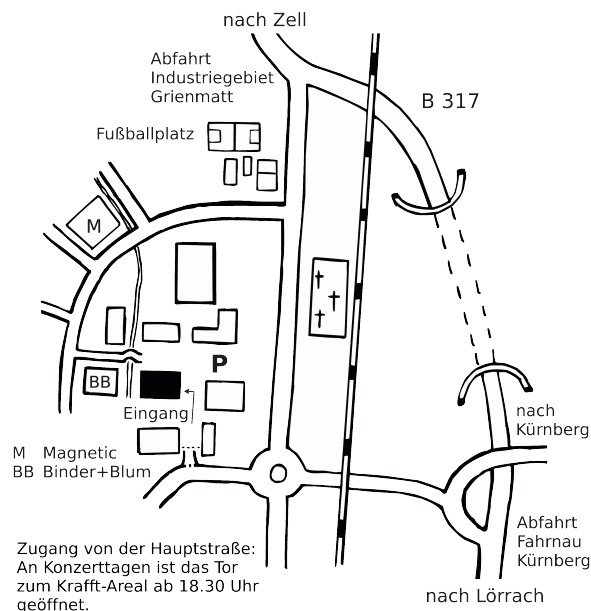 nach Zell
Abfahrt
Industriegebiet
Grienmatt
B 317
Fußballplatz
M
P
BB
Eingang
nach
Kürnberg
M Magnetic
BB Binder+Blum
Abfahrt
Fahrnau
Kürnberg
Zugang von der Hauptstraße:
An Konzerttagen ist das Tor
zum Krafft-Areal ab 18.30 Uhr
geöffnet.
nach Lörrach